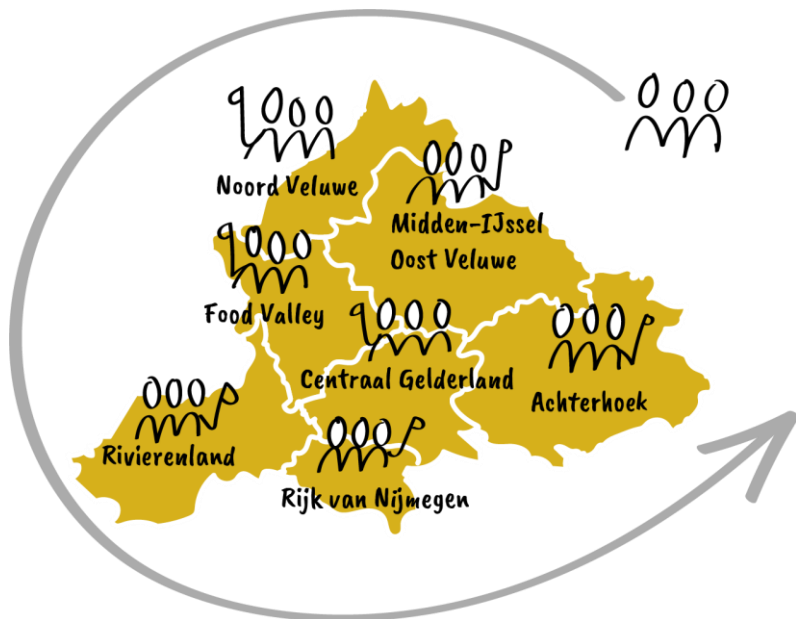 Noord Veluwe
Midden-IJssel
Oost Veluwe
Food Valley
Centraal Gelderland
Achterhoek
Rivierenland
Rijk van Nijmegen